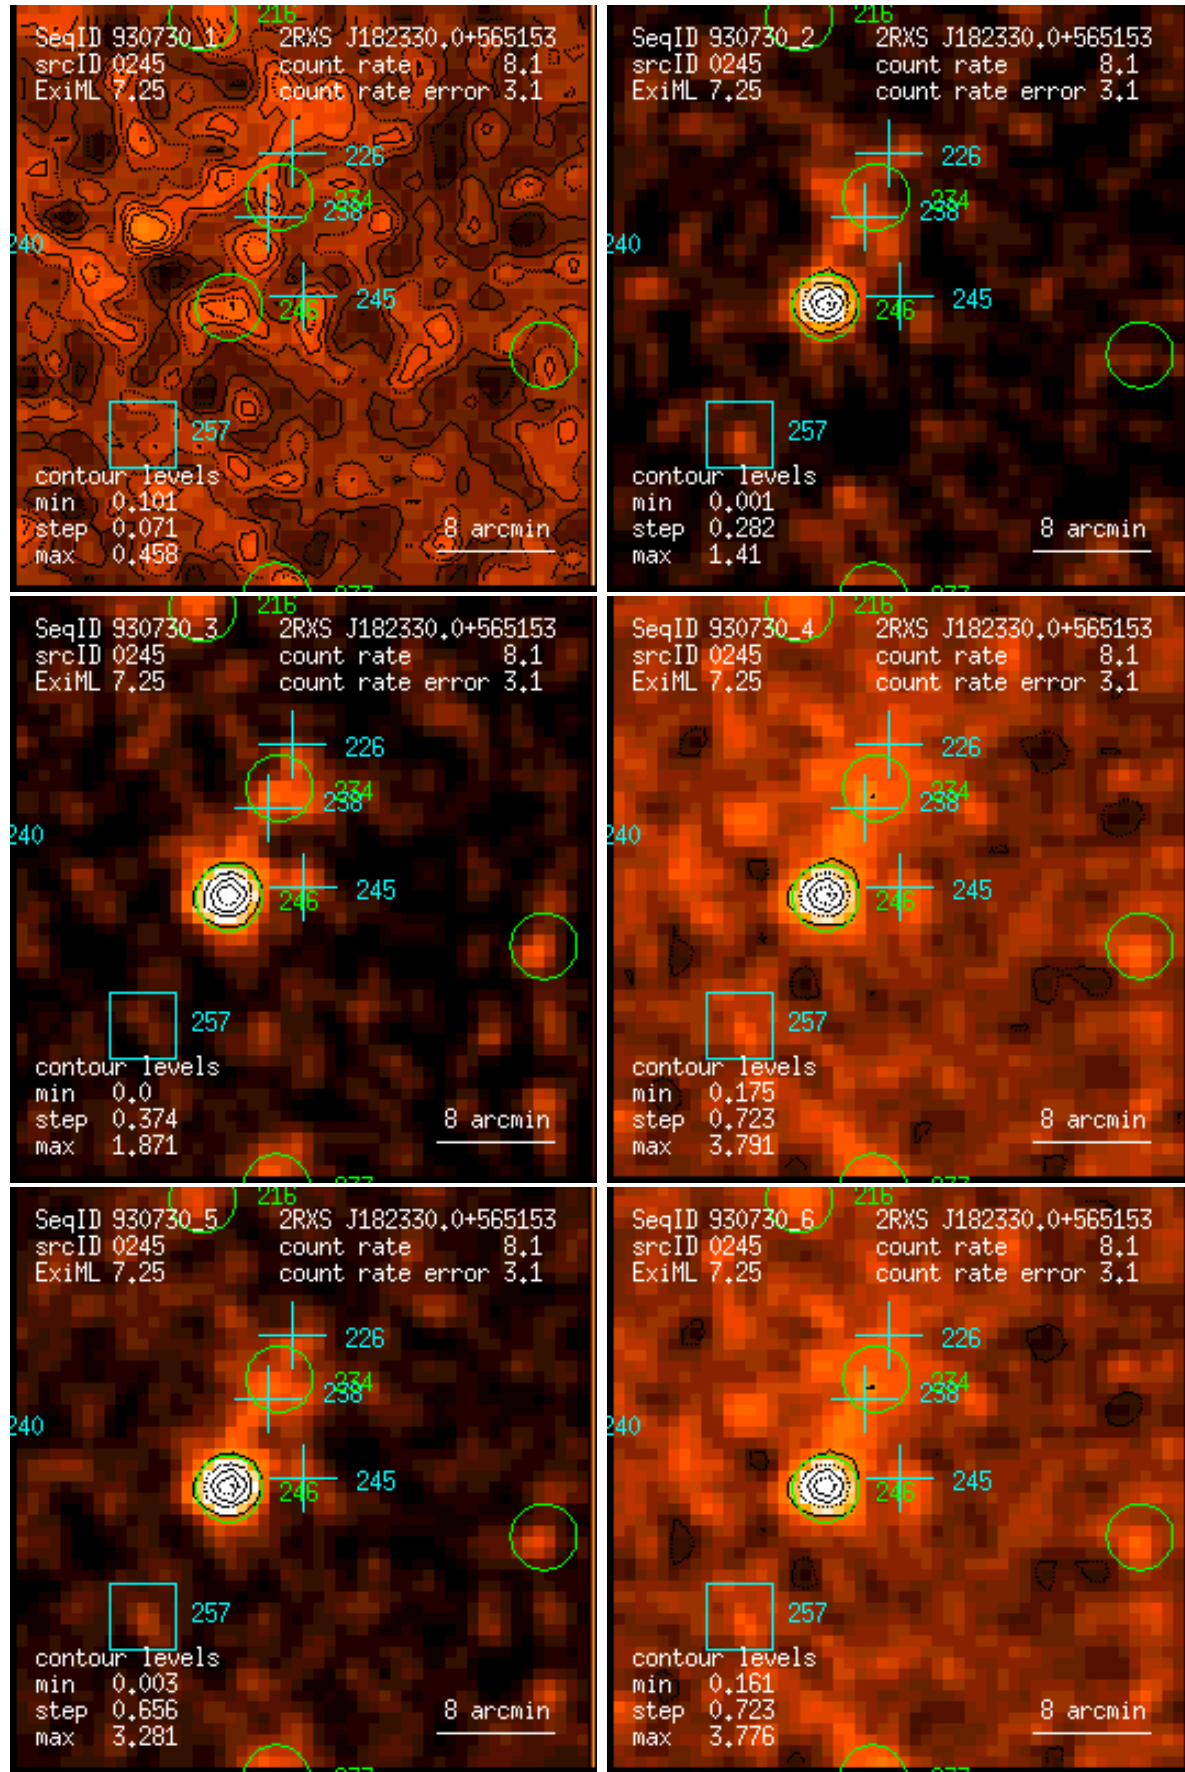 216
SeqID 930730_1 2RXS J182330.0+565153
srcID 0245 count rate 8.1
ExiML 7.25 count rate error 3.1
226
234
238
240
246 245
257
contour levels
min 0.101
step 0.071 8 arcmin
max 0.458
216
SeqID 930730_2 2RXS J182330.0+565153
srcID 0245 count rate 8.1
ExiML 7.25 count rate error 3.1
226
234
238
240
246 245
257
contour levels
min 0.001
step 0.282 8 arcmin
max 1.41
216
SeqID 930730_3 2RXS J182330.0+565153
srcID 0245 count rate 8.1
ExiML 7.25 count rate error 3.1
226
234
238
240
246 245
257
contour levels
min 0.0
step 0.374 8 arcmin
max 1.871
216
SeqID 930730_4 2RXS J182330.0+565153
srcID 0245 count rate 8.1
ExiML 7.25 count rate error 3.1
226
234
238
240
246 245
257
contour levels
min 0.175
step 0.723 8 arcmin
max 3.791
216
SeqID 930730_5 2RXS J182330.0+565153
srcID 0245 count rate 8.1
ExiML 7.25 count rate error 3.1
226
234
238
240
246 245
257
contour levels
min 0.003
step 0.656 8 arcmin
max 3.281
216
SeqID 930730_6 2RXS J182330.0+565153
srcID 0245 count rate 8.1
ExiML 7.25 count rate error 3.1
226
234
238
240
246 245
257
contour levels
min 0.161
step 0.723 8 arcmin
max 3.776